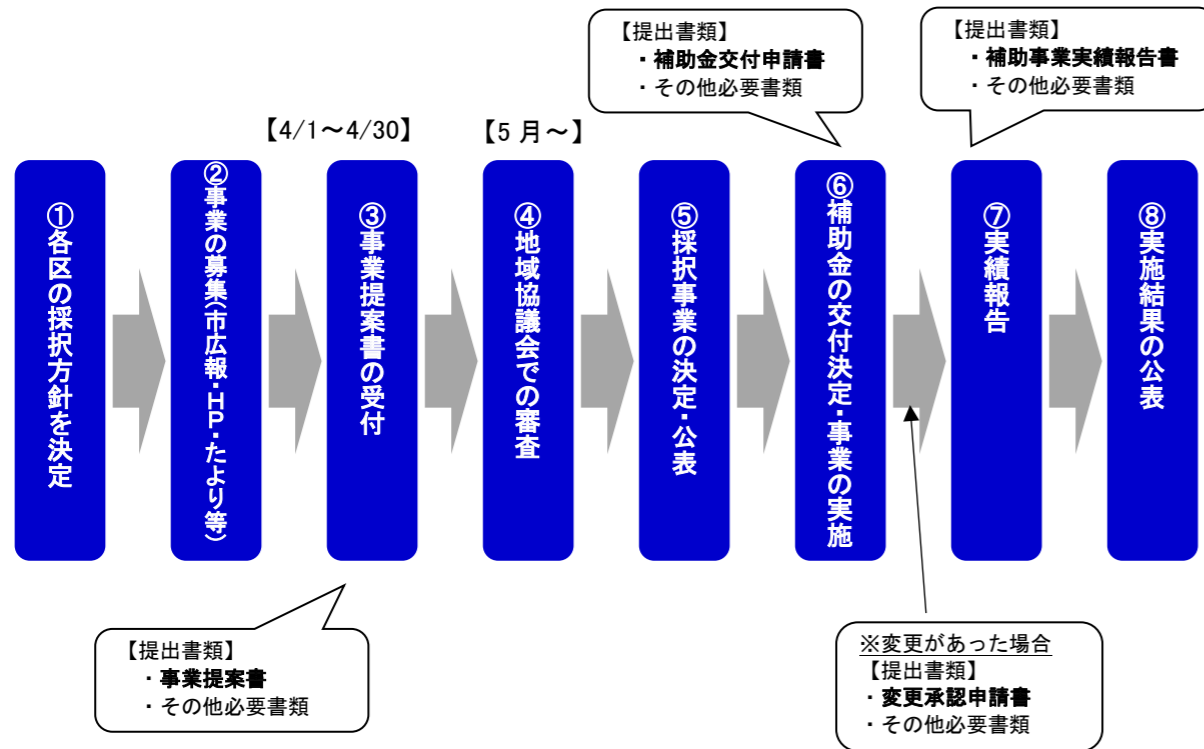 【提出書類】
・補助金交付申請書
・その他必要書類
【提出書類】
・補助事業実績報告書
・その他必要書類
【4/1～4/30】
【5月～】
①各区の採択方針を決定
②事業の募集(市広報・HP・たより等)
③事業提案書の受付
④地域協議会での審査
⑤採択事業の決定・公表
⑥補助金の交付決定・事業の実施
⑦実績報告
⑧実施結果の公表
【提出書類】
・事業提案書
・その他必要書類
※変更があった場合
【提出書類】
・変更承認申請書
・その他必要書類